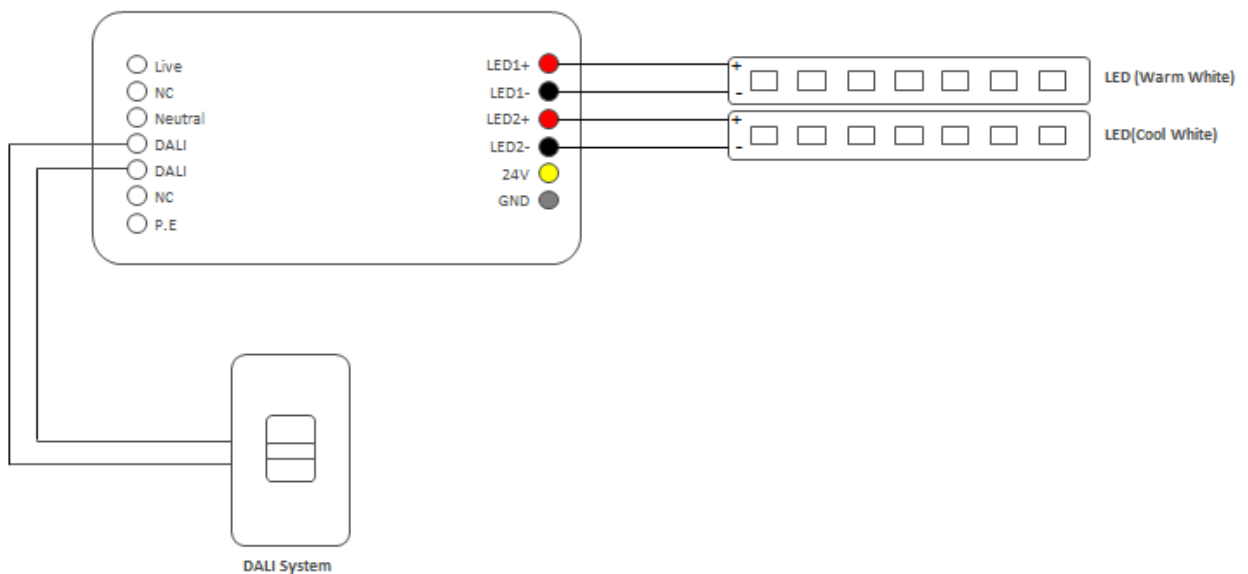 Live
NC
Neutral
DALI
DALI
NC
P.E
LED1+
LED1-
LED2+
LED2-
24V
GND
+
-
+
-
LED (Warm White)
LED(Cool White)
DALI System